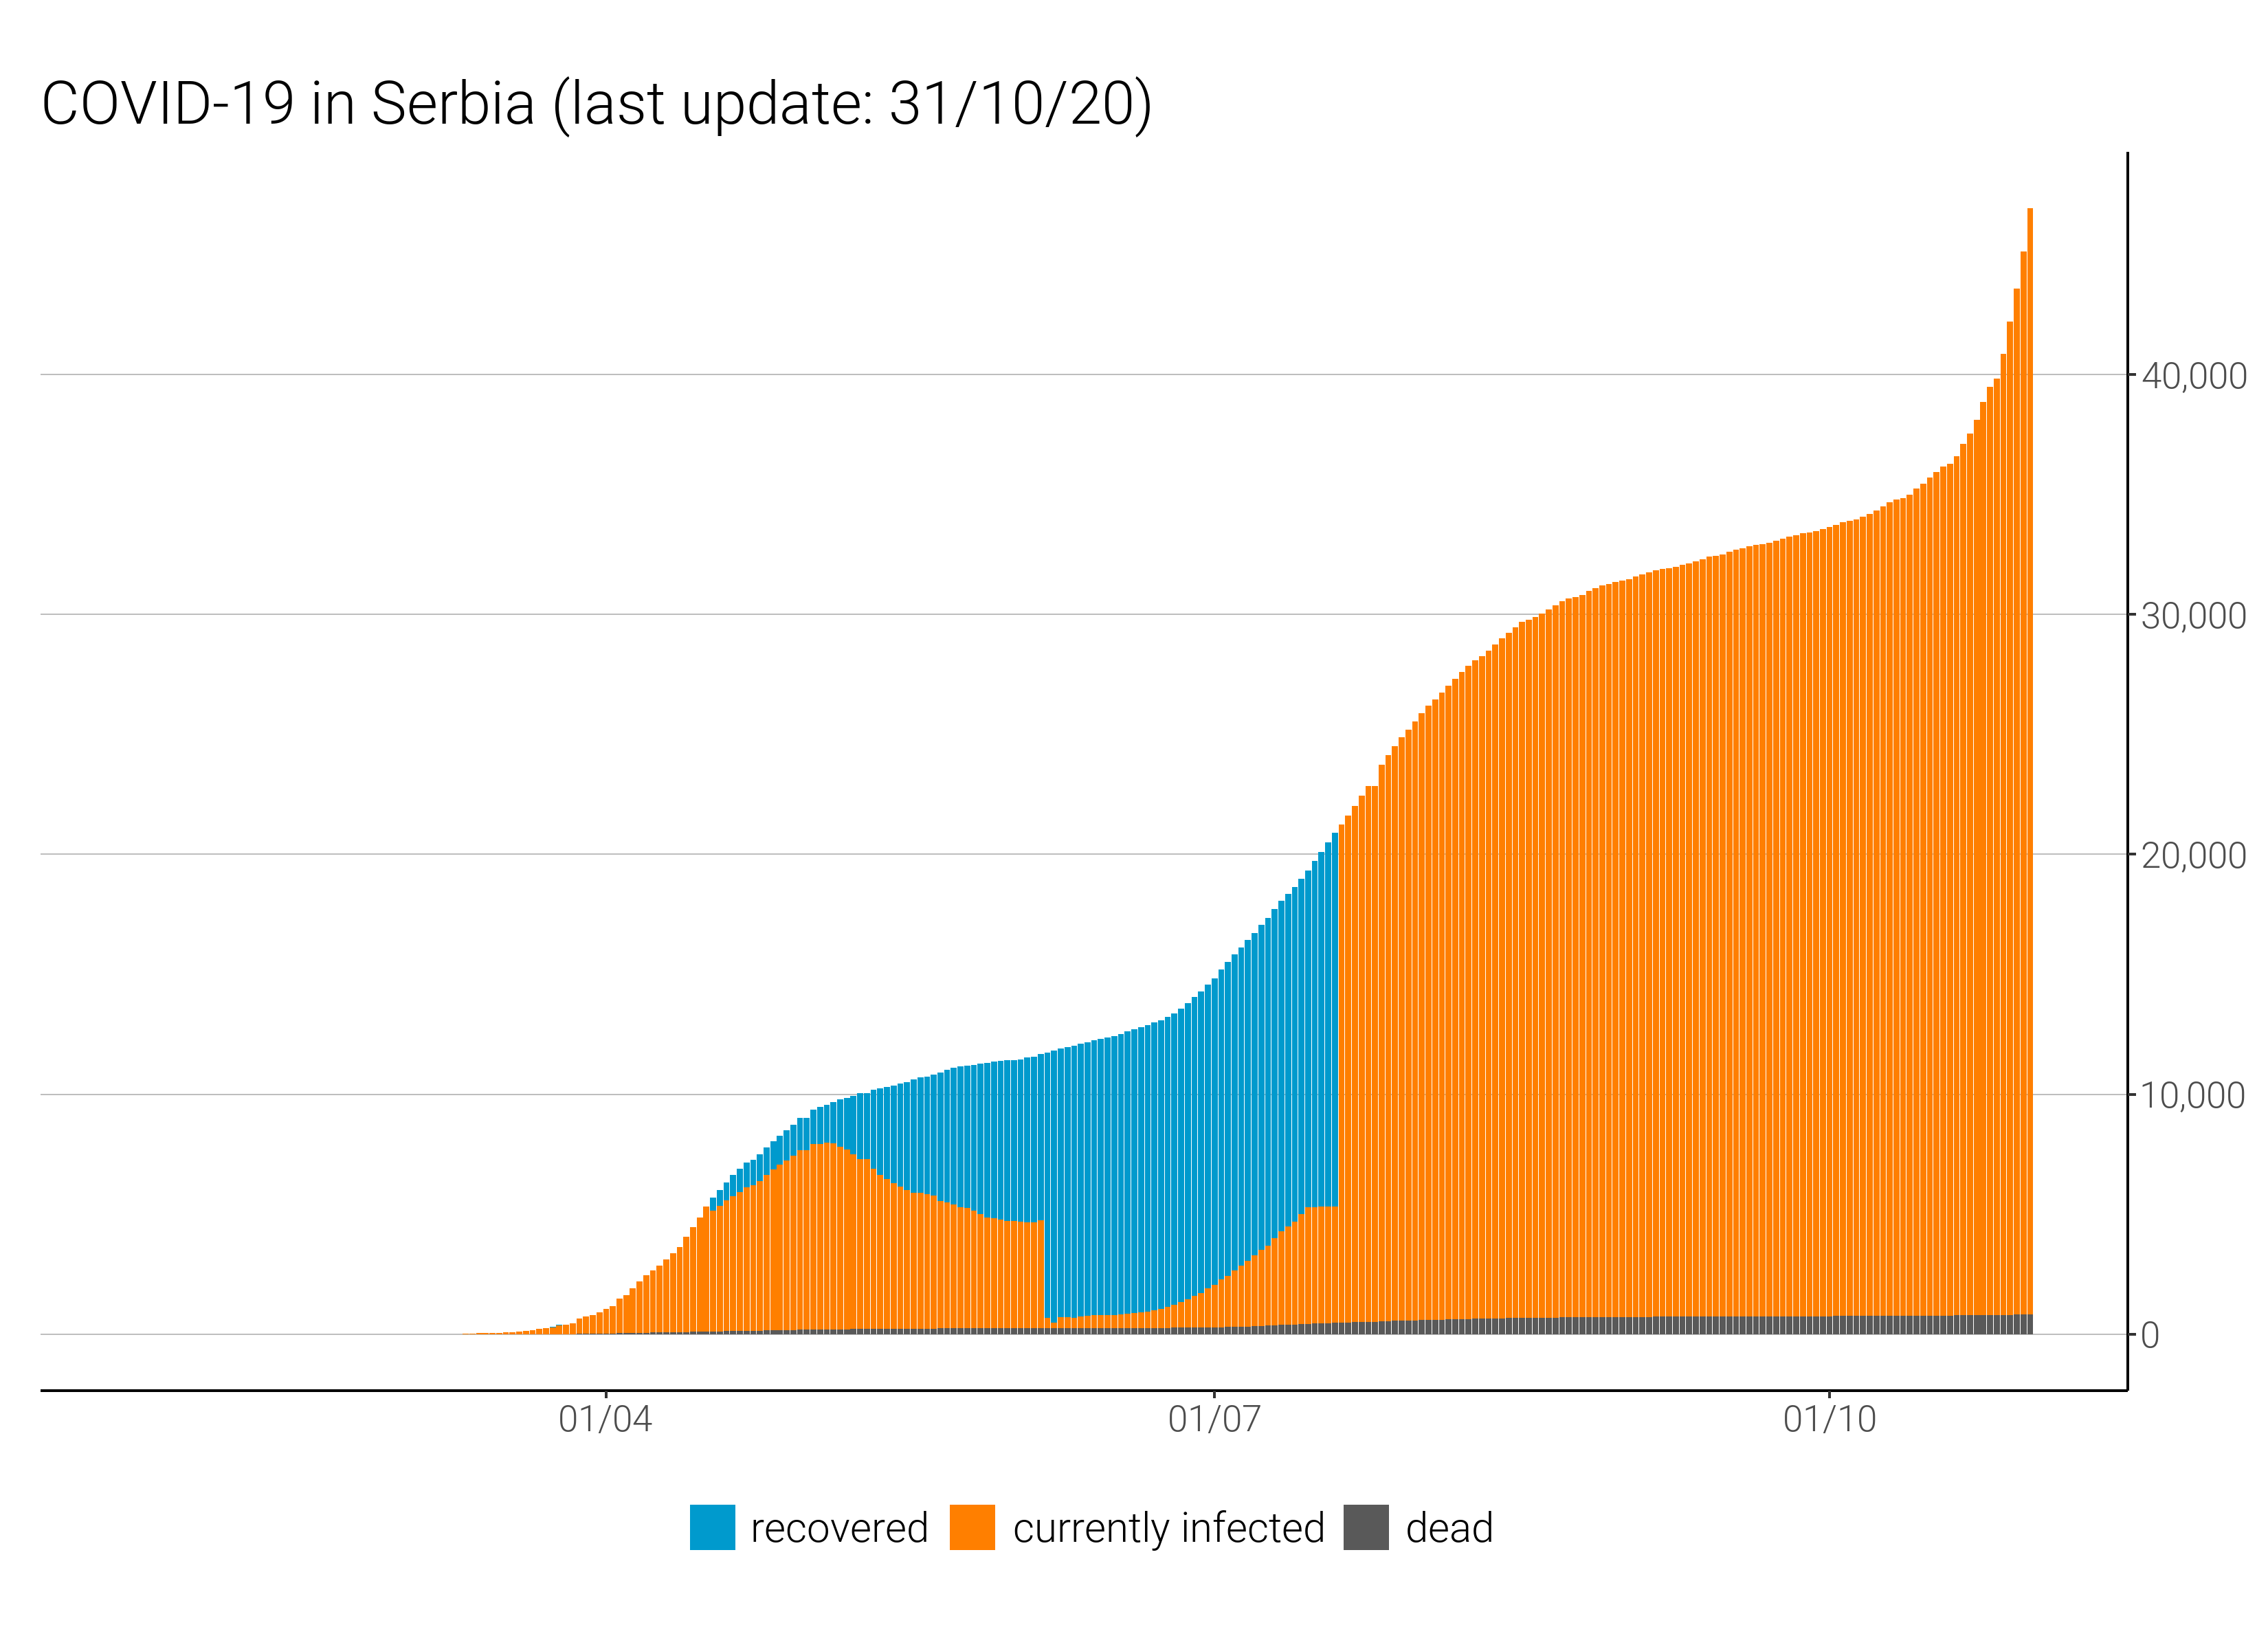 COVID-19 in Serbia (last update: 31/10/20)
40,000
30,000
20,000
10,000
0
01/04 01/07 01/10
recovered currently infected dead